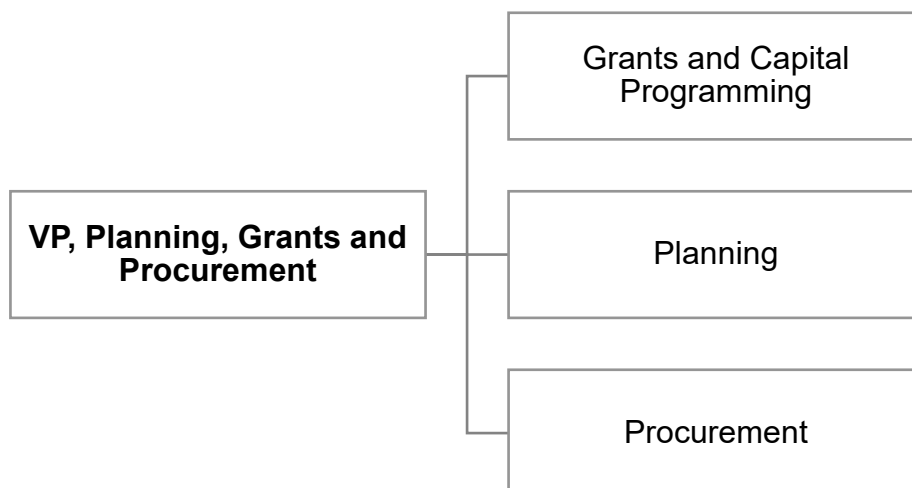 Grants and Capital
Programming
VP, Planning, Grants and
Procurement
Planning
Procurement